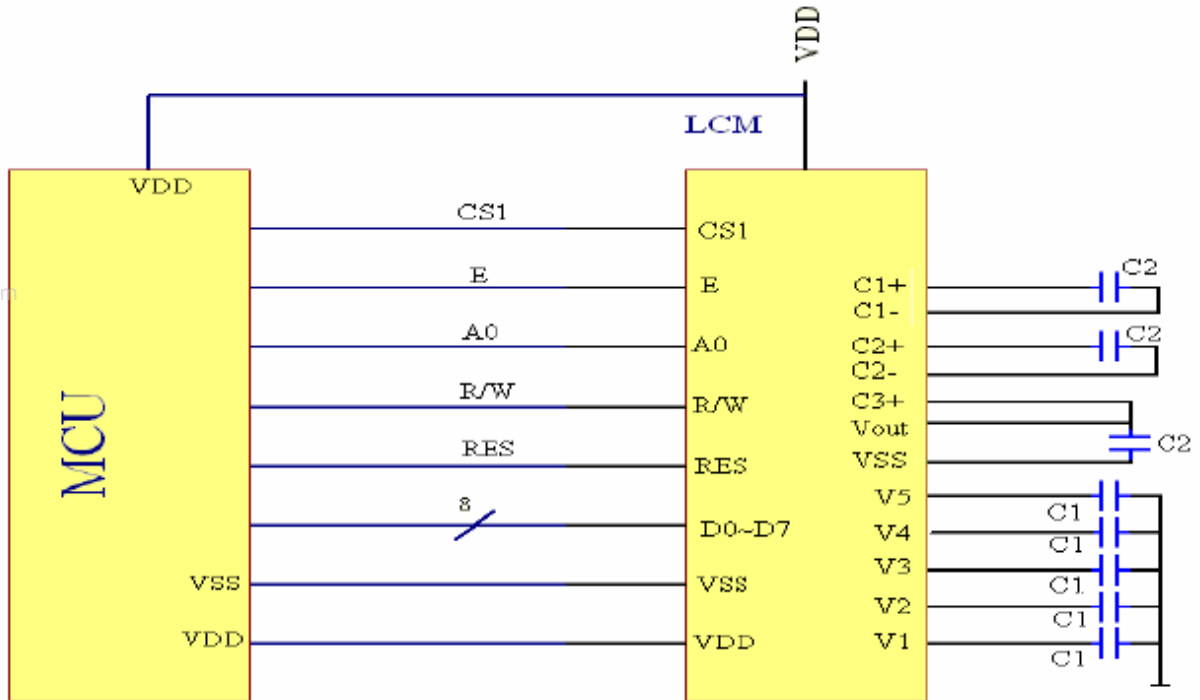 VDD
LCM
VDD
CS1
CS1
E
E
C1+
C2
C1-
A0
A0
C2+
C2
C2-
R/W
R/W
C3+
Vout
C2
RES
RES
VSS
8
D0~D7
V5
C1
V4
C1
V3
C1
VSS
VSS
V2
C1
VDD
VDD
V1
C1
MCU
m